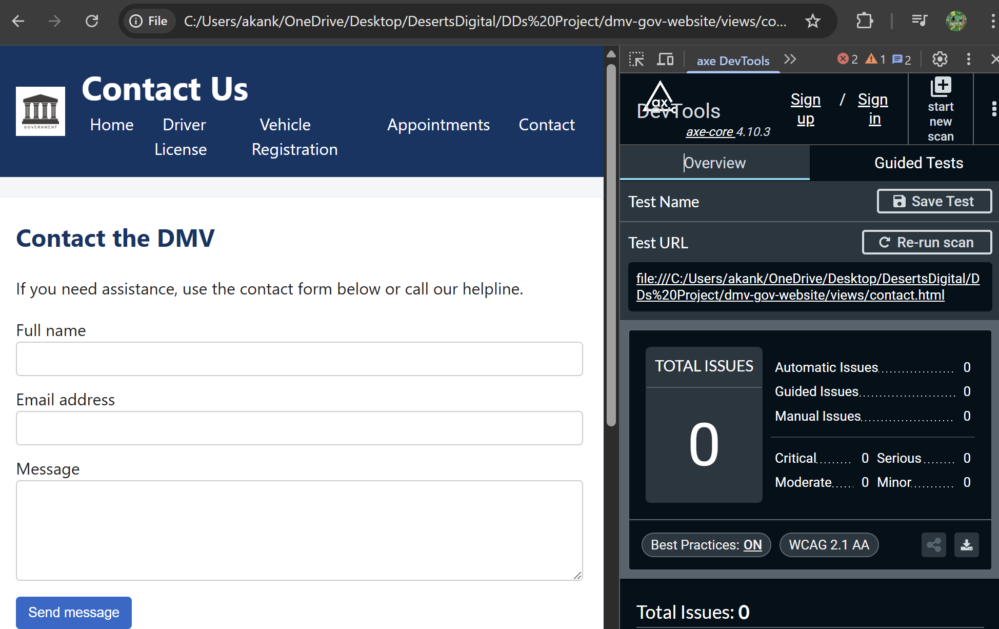 File
C:/Users/akank/OneDrive/Desktop/DesertsDigital/DDs%20Project/dmv-gov-website/views/co...
GOVERNMENT
Contact Us
Home
Driver
License
Vehicle
Registration
Appointments
Contact
Contact the DMV
If you need assistance, use the contact form below or call our helpline.
Full name
Email address
Message
Send message
axe DevTools
2
1
2
ax
DevTools
axe-core 4.10.3
Sign
up
/
Sign
in
start
new
scan
Overview
Guided Tests
Test Name
Save Test
Test URL
Re-run scan
file:///C:/Users/akank/OneDrive/Desktop/DesertsDigital/D
Ds%20Project/dmv-gov-website/views/contact.html
TOTAL ISSUES
0
Automatic Issues 0
Guided Issues 0
Manual Issues 0
Critical 0 Serious 0
Moderate 0 Minor 0
Best Practices: ON
WCAG 2.1 AA
Total Issues: 0